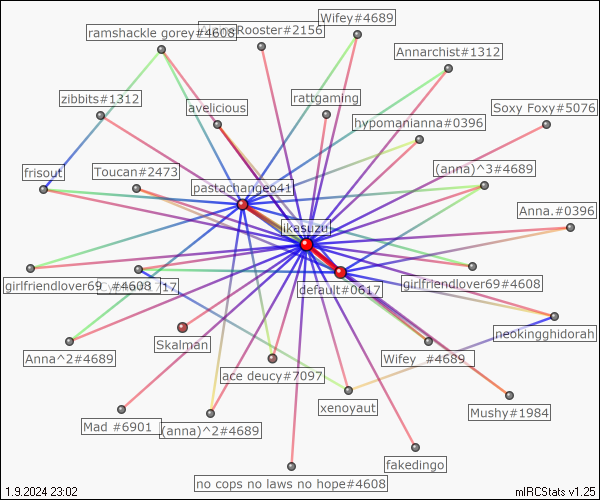 Wifey#4689
ramshackle gorey#4608
Rooster#2156
Annarchist#1312
zibbits#1312
avelicious
rattgaming
Soxy Foxy#5076
hypomanianna#0396
frisout
Toucan#2473
(anna)^3#4689
pastachangeo41
Anna.#0396
ikasuzu
girlfriendlover69_#4608
17
default#0617
girlfriendlover69#4608
neokingghidorah
Skalman
Anna^2#4689
Wifey_#4689
ace deucy#7097
xenoyaut
Mushy#1984
Mad #6901
(anna)^2#4689
fakedingo
no cops no laws no hope#4608
1.9.2024 23:02
mIRCStats v1.25